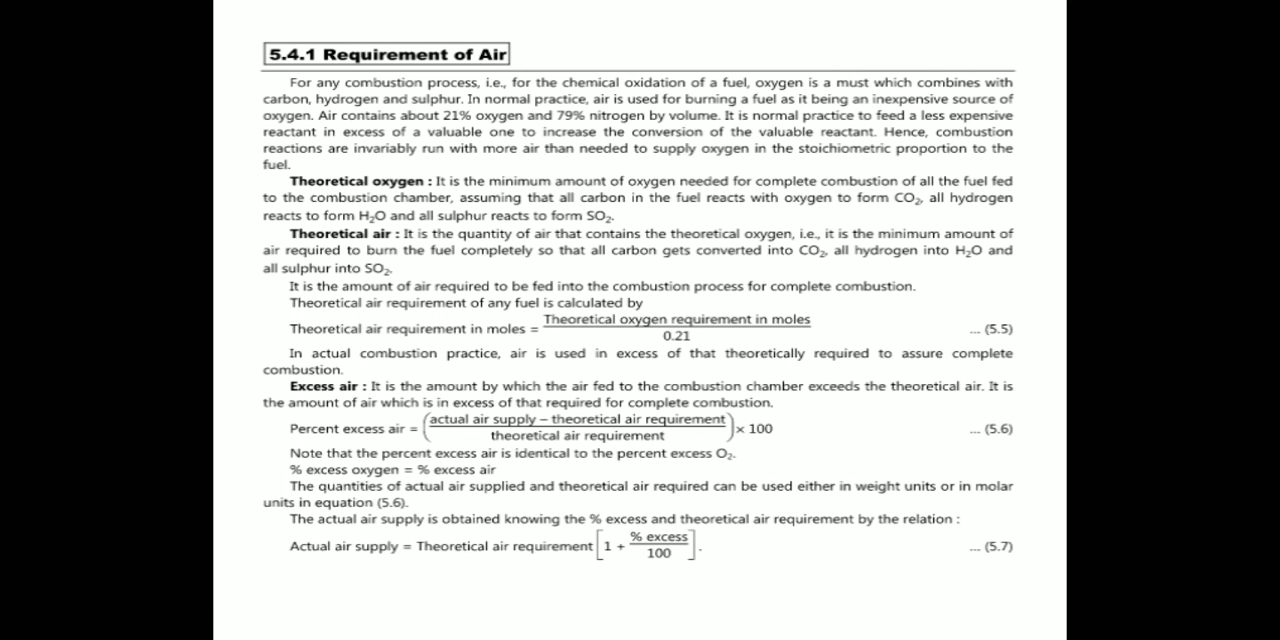 5.4.1 Requirement of Air
For any combustion process, i.e., for the chemical oxidation of a fuel, oxygen is a must which combines with
carbon, hydrogen and sulphur. In normal practice, air is used for burning a fuel as it being an inexpensive source of
oxygen. Air contains about 21% oxygen and 79% nitrogen by volume. It is normal practice to feed a less expensive
reactant in excess of a valuable one to increase the conversion of the valuable reactant. Hence, combustion
reactions are invariably run with more air than needed to supply oxygen in the stoichiometric proportion to the
fuel.
Theoretical oxygen : It is the minimum amount of oxygen needed for complete combustion of all the fuel fed
to the combustion chamber, assuming that all carbon in the fuel reacts with oxygen to form CO₂, all hydrogen
reacts to form H₂O and all sulphur reacts to form SO₂.
Theoretical air : It is the quantity of air that contains the theoretical oxygen, i.e., it is the minimum amount of
air required to burn the fuel completely so that all carbon gets converted into CO₂, all hydrogen into H₂O and
all sulphur into SO₂.
It is the amount of air required to be fed into the combustion process for complete combustion.
Theoretical air requirement of any fuel is calculated by
Theoretical air requirement in moles = Theoretical oxygen requirement in moles / 0.21 ... (5.5)
In actual combustion practice, air is used in excess of that theoretically required to assure complete
combustion.
Excess air : It is the amount by which the air fed to the combustion chamber exceeds the theoretical air. It is
the amount of air which is in excess of that required for complete combustion.
Percent excess air = (actual air supply – theoretical air requirement / theoretical air requirement) × 100 ... (5.6)
Note that the percent excess air is identical to the percent excess O₂.
% excess oxygen = % excess air
The quantities of actual air supplied and theoretical air required can be used either in weight units or in molar
units in equation (5.6).
The actual air supply is obtained knowing the % excess and theoretical air requirement by the relation :
Actual air supply = Theoretical air requirement [1 + % excess / 100]. ... (5.7)